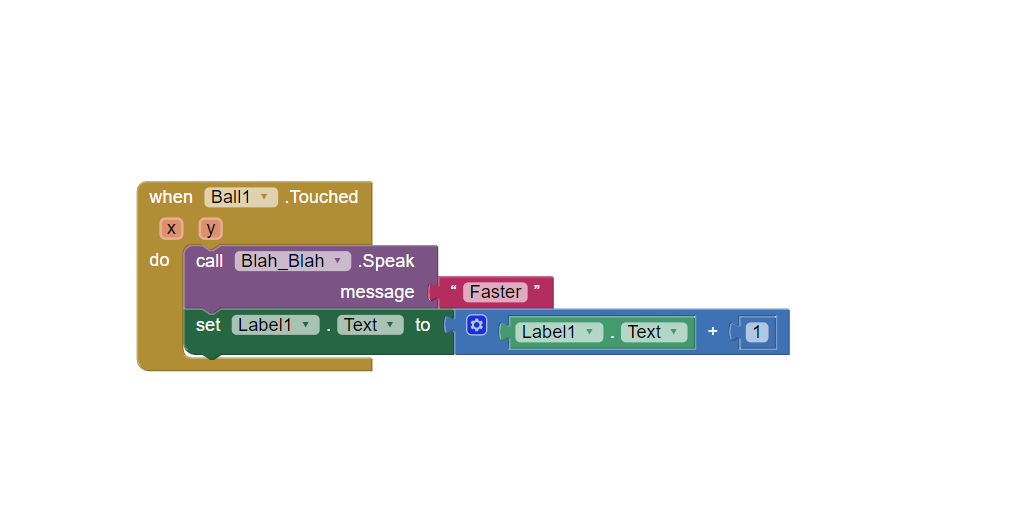 when Ball1 .Touched
x y
do call Blah_Blah .Speak
message “ Faster ”
set Label1 . Text to Label1 . Text + 1